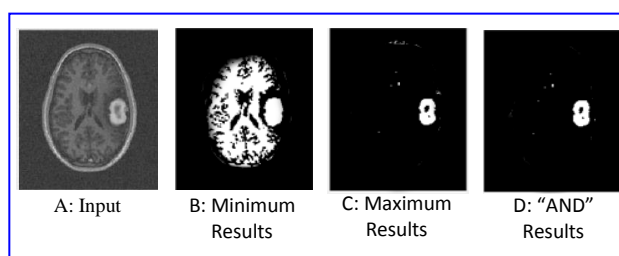 A: Input
B: Minimum
Results
C: Maximum
Results
D: “AND”
Results